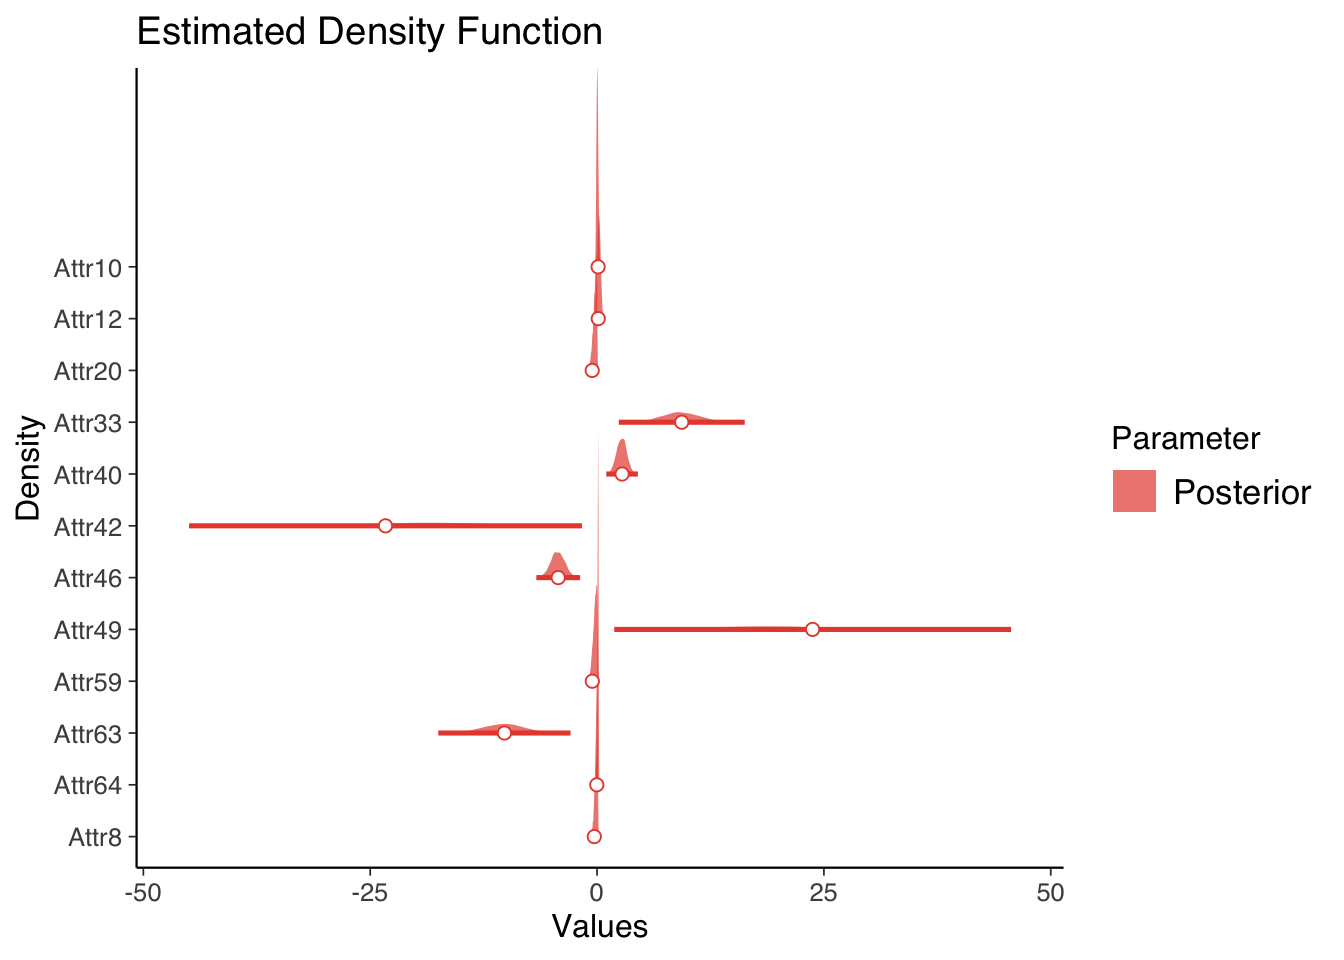 Estimated Density Function
Density
Attr10
Attr12
Attr20
Attr33
Attr40
Attr42
Attr46
Attr49
Attr59
Attr63
Attr64
Attr8
-50 -25 0 25 50
Values
Parameter
Posterior